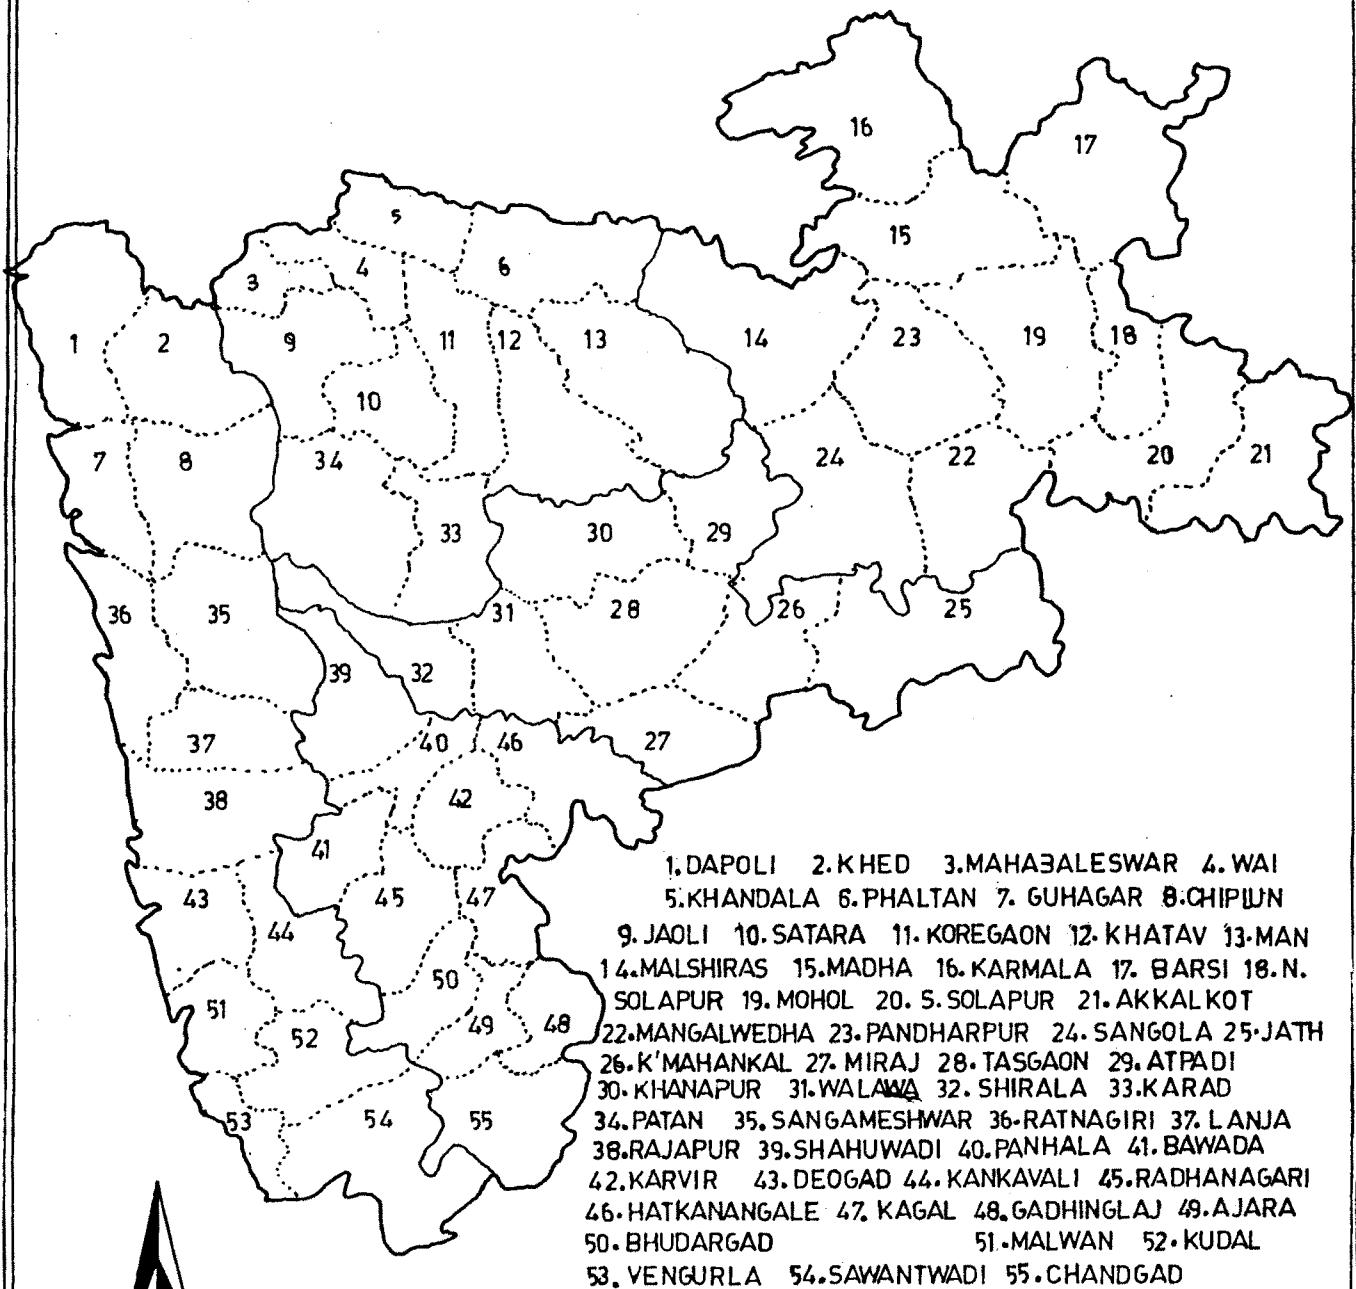 16
17
5
15
3 4 6
1 2 9 11 12 13 14 23 19 18
10
7 8 34 24 22 20 21
33 30 29
36 35 31 28 26 25
39 32
37 40 46 27
38 42
41
43 45 47
44
51 50
52 49 48
53 54 55
1. DAPOLI 2. KHED 3. MAHABALESWAR 4. WAI
5. KHANDALA 6. PHALTAN 7. GUHAGAR 8. CHIPLUN
9. JAOLI 10. SATARA 11. KOREGAON 12. KHATAV 13. MAN
14. MALSHIRAS 15. MADHA 16. KARMALA 17. BARSI 18. N.
SOLAPUR 19. MOHOL 20. S. SOLAPUR 21. AKKALKOT
22. MANGALWEDHA 23. PANDHARPUR 24. SANGOLA 25. JATH
26. K'MAHANKAL 27. MIRAJ 28. TASGAON 29. ATPADI
30. KHANAPUR 31. WALAWA 32. SHIRALA 33. KARAD
34. PATAN 35. SANGAMESHWAR 36. RATNAGIRI 37. LANJA
38. RAJAPUR 39. SHAHUWADI 40. PANHALA 41. BAWADA
42. KARVIR 43. DEOGAD 44. KANKAVALI 45. RADHANAGARI
46. HATKANANGALE 47. KAGAL 48. GADHINGLAJ 49. AJARA
50. BHUDARGAD 51. MALWAN 52. KUDAL
53. VENGURLA 54. SAWANTWADI 55. CHANDGAD